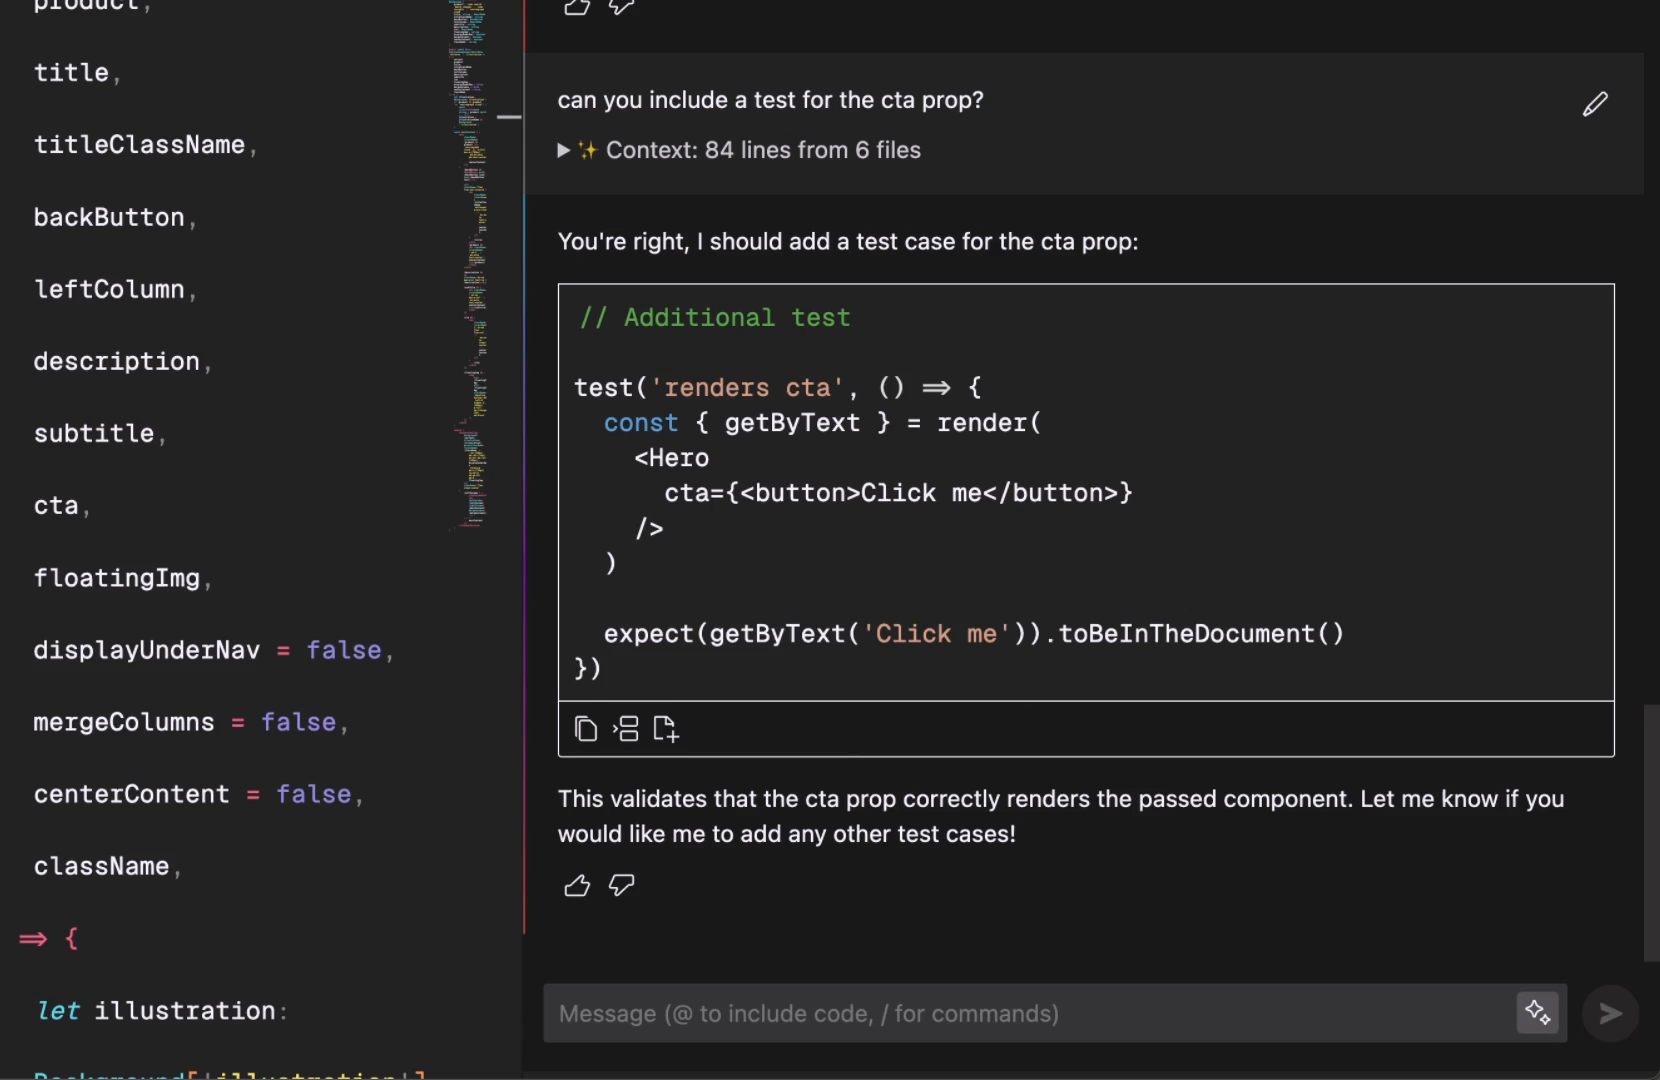 product,
title,
titleClassName,
backButton,
leftColumn,
description,
subtitle,
cta,
floatingImg,
displayUnderNav = false,
mergeColumns = false,
centerContent = false,
className,
=> {
let illustration:
Background['illustration']
can you include a test for the cta prop?
▶ ✨ Context: 84 lines from 6 files
You're right, I should add a test case for the cta prop:
// Additional test
test('renders cta', () => {
const { getByText } = render(
<Hero
cta={<button>Click me</button>}
/>
)
expect(getByText('Click me')).toBeInTheDocument()
})
This validates that the cta prop correctly renders the passed component. Let me know if you
would like me to add any other test cases!
Message (@ to include code, / for commands)